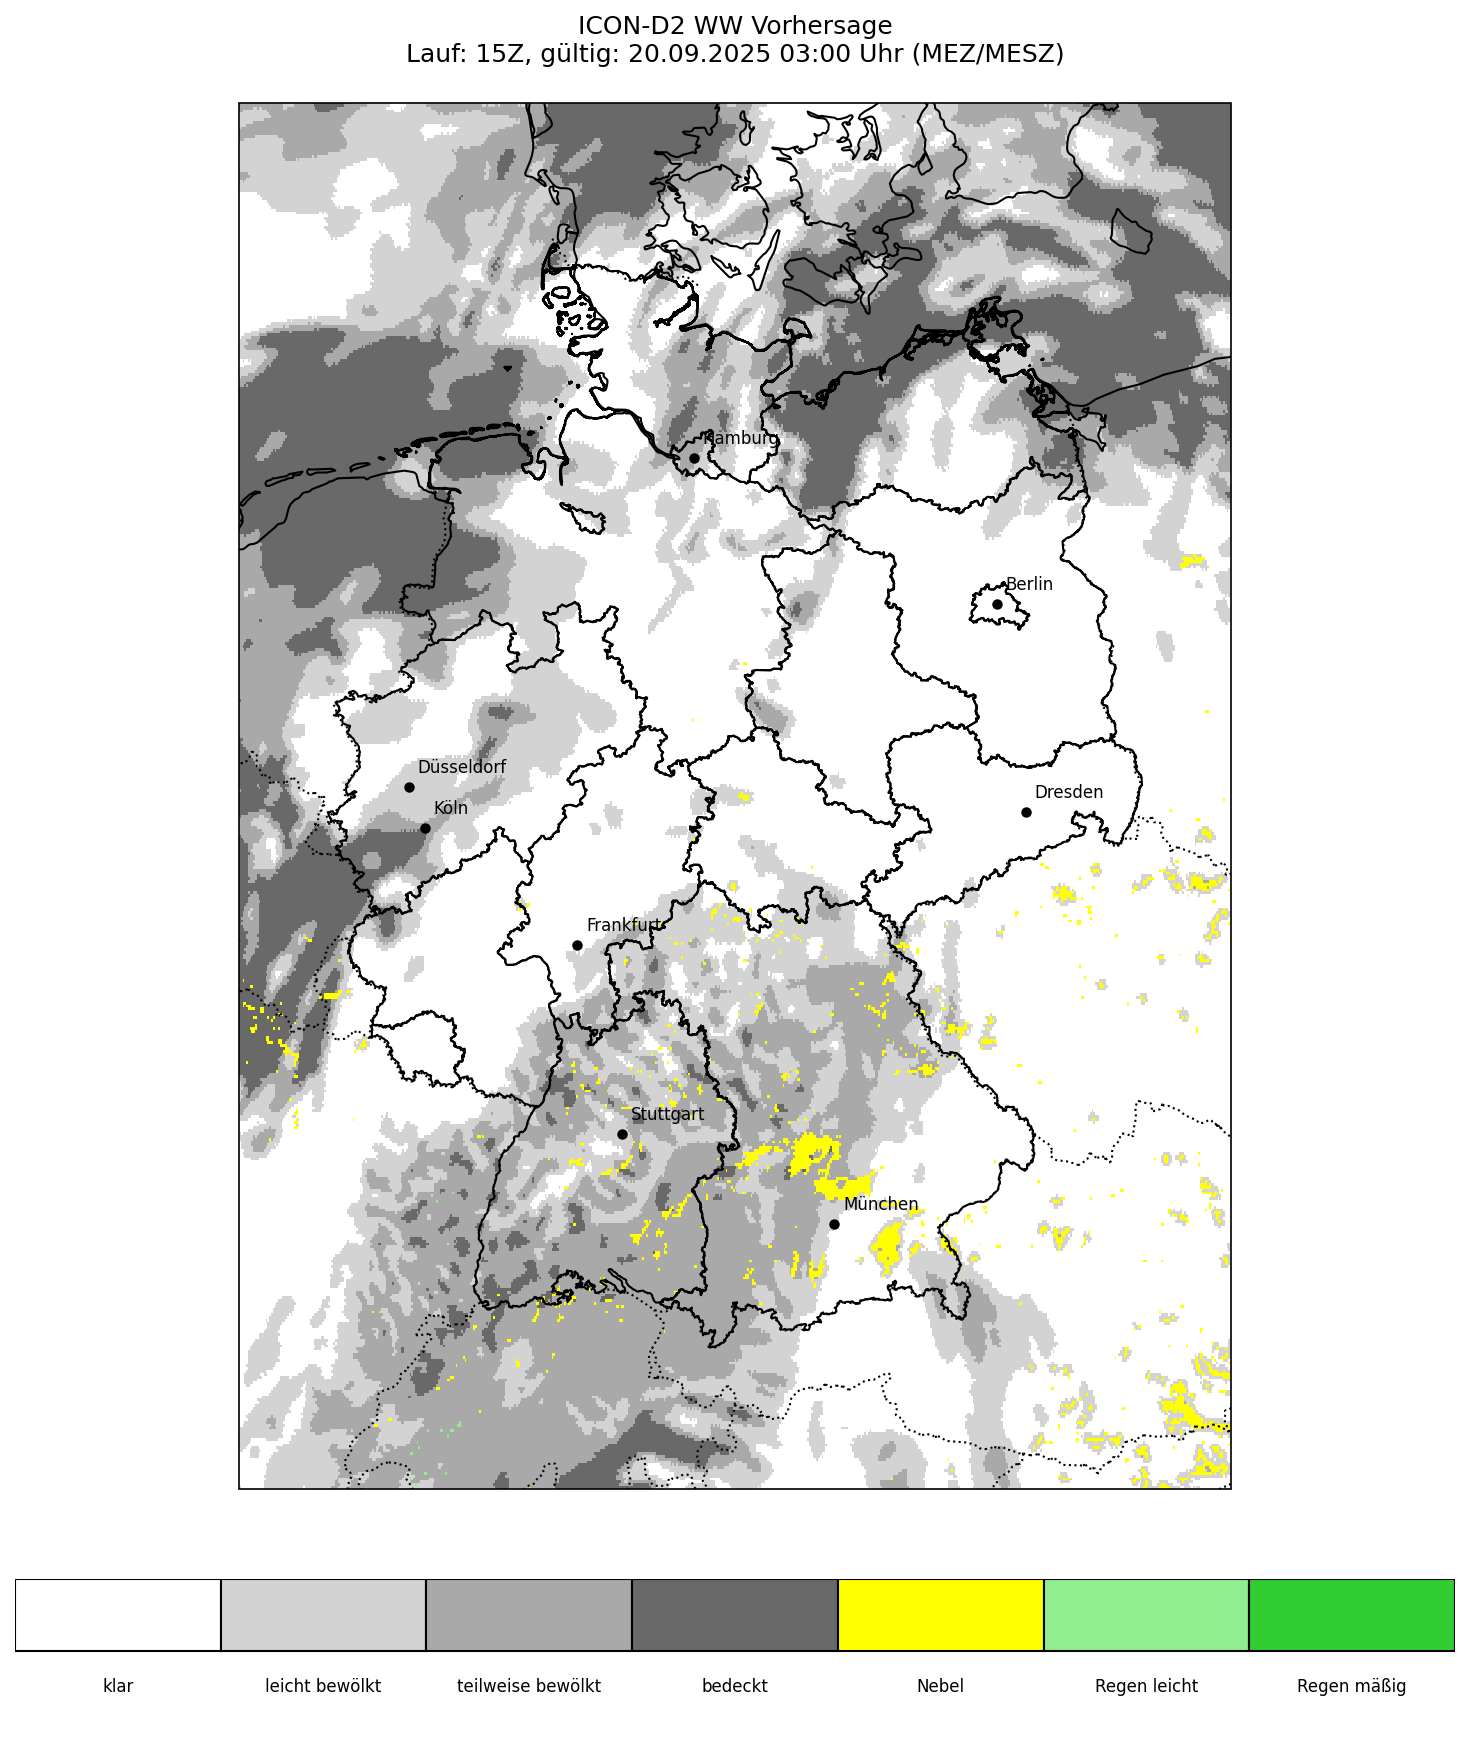 ICON-D2 WW Vorhersage
Lauf: 15Z, gültig: 20.09.2025 03:00 Uhr (MEZ/MESZ)
Hamburg
Berlin
Düsseldorf
Köln
Dresden
Frankfurt
Stuttgart
München
klar
leicht bewölkt
teilweise bewölkt
bedeckt
Nebel
Regen leicht
Regen mäßig